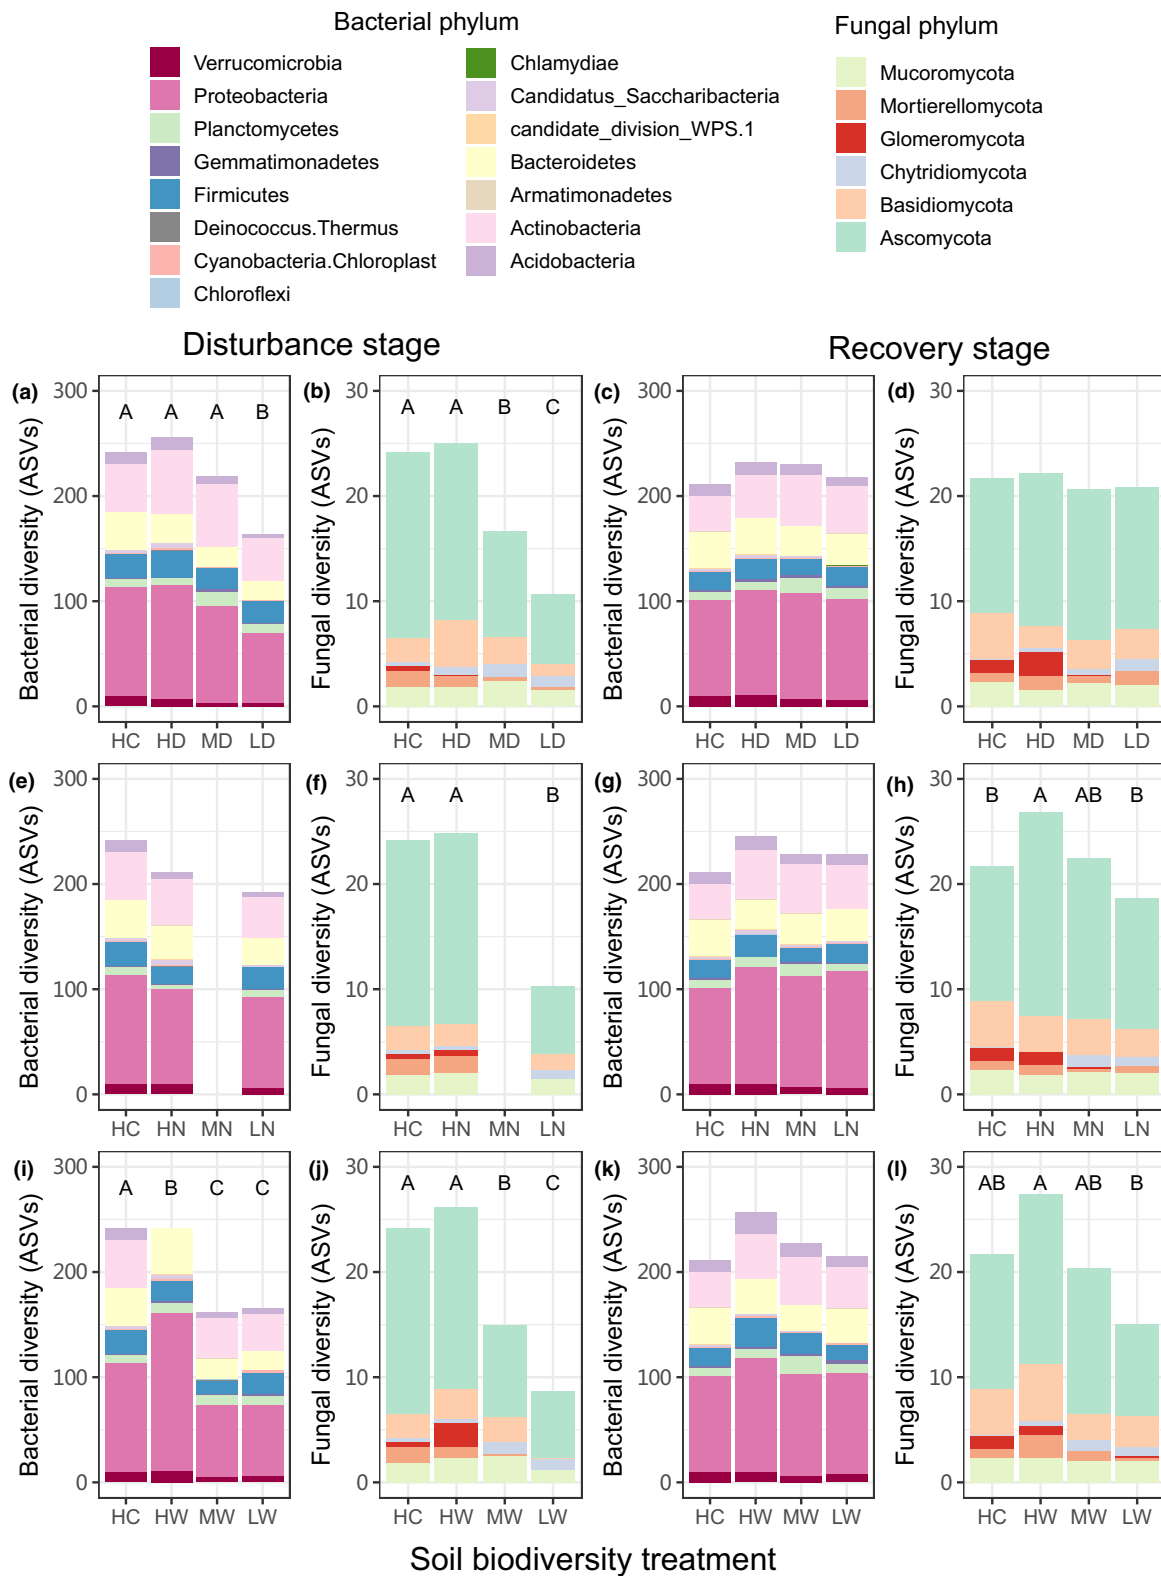 Bacterial phylum
Verrucomicrobia
Proteobacteria
Planctomycetes
Gemmatimonadetes
Firmicutes
Deinococcus.Thermus
Cyanobacteria.Chloroplast
Chloroflexi
Chlamydiae
Candidatus_Saccharibacteria
candidate_division_WPS.1
Bacteroidetes
Armatimonadetes
Actinobacteria
Acidobacteria
Fungal phylum
Mucoromycota
Mortierellomycota
Glomeromycota
Chytridiomycota
Basidiomycota
Ascomycota
Disturbance stage
Recovery stage
(a)
Bacterial diversity (ASVs)
300
200
100
0
A A A B
HC HD MD LD
(b)
Fungal diversity (ASVs)
30
20
10
0
A A B C
HC HD MD LD
(c)
Bacterial diversity (ASVs)
300
200
100
0
HC HD MD LD
(d)
Fungal diversity (ASVs)
30
20
10
0
HC HD MD LD
(e)
Bacterial diversity (ASVs)
300
200
100
0
HC HN MN LN
(f)
Fungal diversity (ASVs)
30
20
10
0
A A B
HC HN MN LN
(g)
Bacterial diversity (ASVs)
300
200
100
0
HC HN MN LN
(h)
Fungal diversity (ASVs)
30
20
10
0
B A AB B
HC HN MN LN
(i)
Bacterial diversity (ASVs)
300
200
100
0
A B C C
HC HW MW LW
(j)
Fungal diversity (ASVs)
30
20
10
0
A A B C
HC HW MW LW
(k)
Bacterial diversity (ASVs)
300
200
100
0
HC HW MW LW
(l)
Fungal diversity (ASVs)
30
20
10
0
AB A AB B
HC HW MW LW
Soil biodiversity treatment